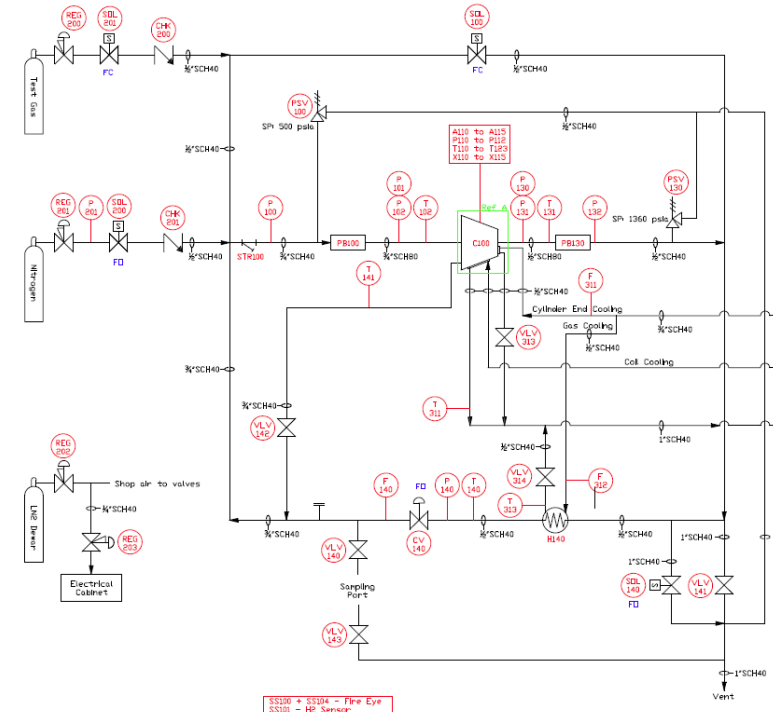 REG
200
SOL
201
CHK
200
SOL
100
S
S
FC
FC
½"SCH40
½"SCH40
Test Gas
PSV
100
SP: 500 psia
½"SCH40
½"SCH40
A110 to A115
P110 to P112
T110 to T123
X110 to X115
REG
201
P
201
SOL
200
CHK
201
P
100
P
101
P
102
T
102
Ref A
P
130
P
131
T
131
P
132
PSV
130
SP: 1360 psia
S
FO
STR100
PB100
C100
PB130
½"SCH40
¾"SCH40
¾"SCH80
½"SCH80
½"SCH40
Nitrogen
T
141
¾"SCH40
F
311
Cylinder End Cooling
¾"SCH40
Gas Cooling
½"SCH40
VLV
313
Coil Cooling
¾"SCH40
¾"SCH40
T
311
VLV
142
1"SCH40
REG
202
Shop air to valves
LN2 Dewar
¾"SCH40
REG
203
Electrical
Cabinet
½"SCH40
VLV
314
F
140
FO
P
140
T
140
T
313
F
312
CV
140
H140
¾"SCH40
½"SCH40
½"SCH40
VLV
140
1"SCH40
1"SCH40
Sampling
Port
SOL
140
S
VLV
141
FO
VLV
143
1"SCH40
Vent
SS100 + SS104 - Fire Eye
SS101 - H2 Sensor